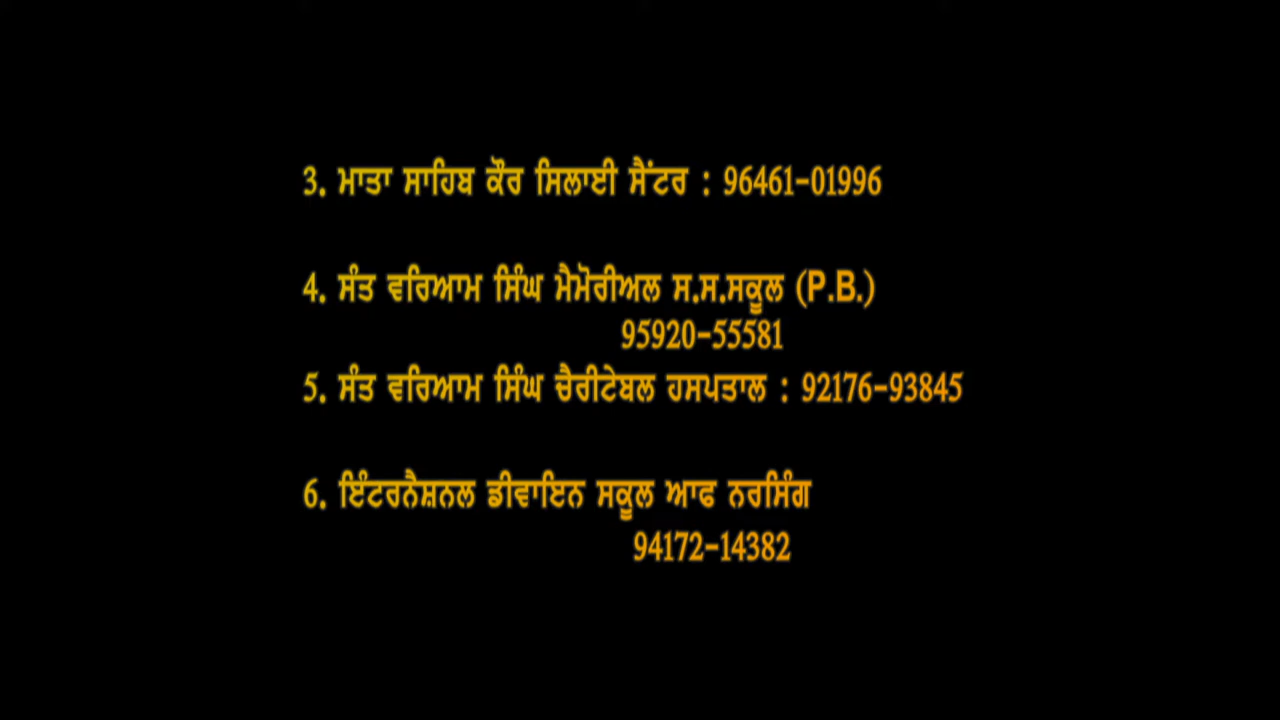 3. ਮਾਤਾ ਸਾਹਿਬ ਕੌਰ ਸਿਲਾਈ ਸੈਂਟਰ : 96461-01996
4. ਸੰਤ ਵਰਿਆਮ ਸਿੰਘ ਮੈਮੋਰੀਅਲ ਸ.ਸ.ਸਕੂਲ (P.B.)
95920-55581
5. ਸੰਤ ਵਰਿਆਮ ਸਿੰਘ ਚੈਰੀਟੇਬਲ ਹਸਪਤਾਲ : 92176-93845
6. ਇੰਟਰਨੈਸ਼ਨਲ ਡੀਵਾਇਨ ਸਕੂਲ ਆਫ ਨਰਸਿੰਗ
94172-14382